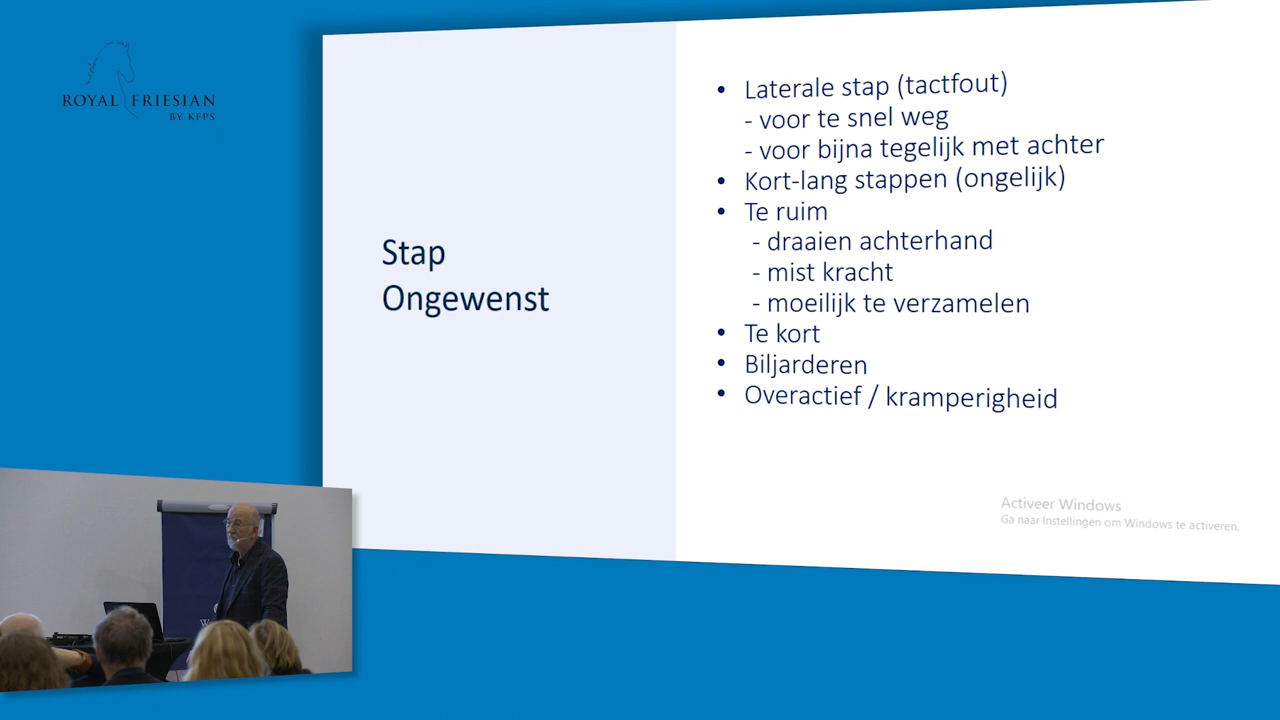 ROYAL FRIESIAN
BY KFPS
Stap
Ongewenst
• Laterale stap (tactfout)
- voor te snel weg
- voor bijna tegelijk met achter
• Kort-lang stappen (ongelijk)
• Te ruim
- draaien achterhand
- mist kracht
- moeilijk te verzamelen
• Te kort
• Biljarderen
• Overactief / kramperigheid
Activeer Windows
Ga naar Instellingen om Windows te activeren.